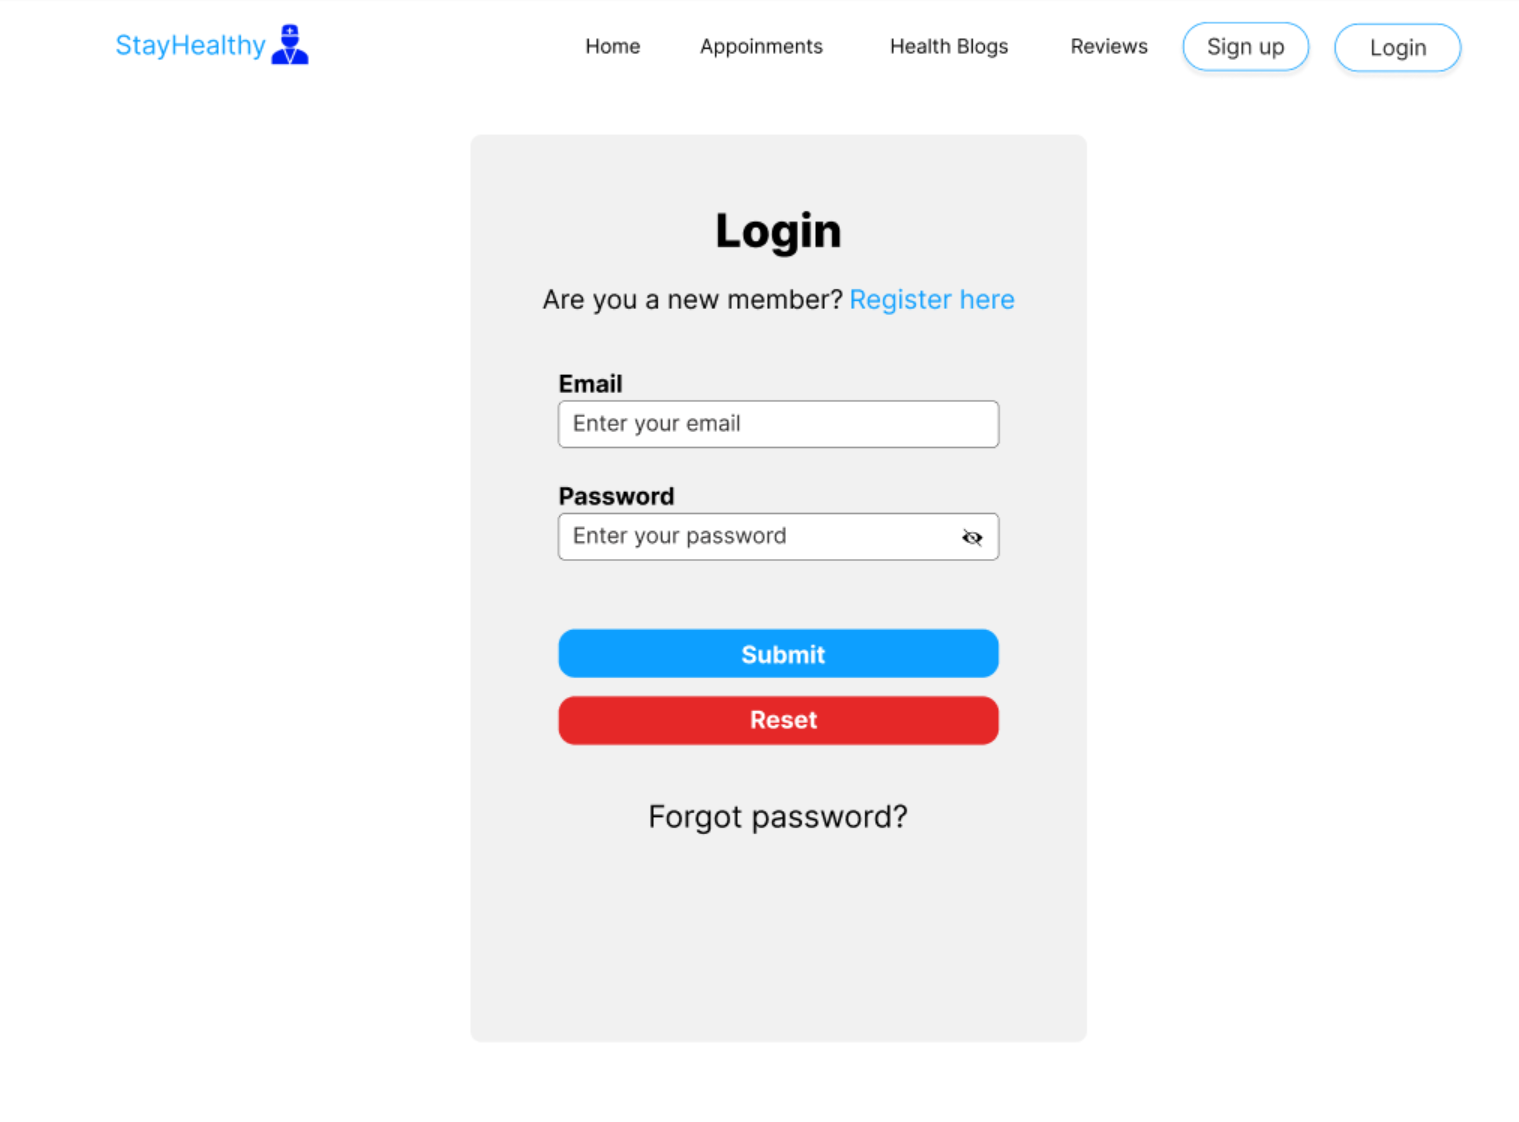 StayHealthy Home Appoinments Health Blogs Reviews Sign up Login
Login
Are you a new member? Register here
Email
Enter your email
Password
Enter your password
Submit
Reset
Forgot password?